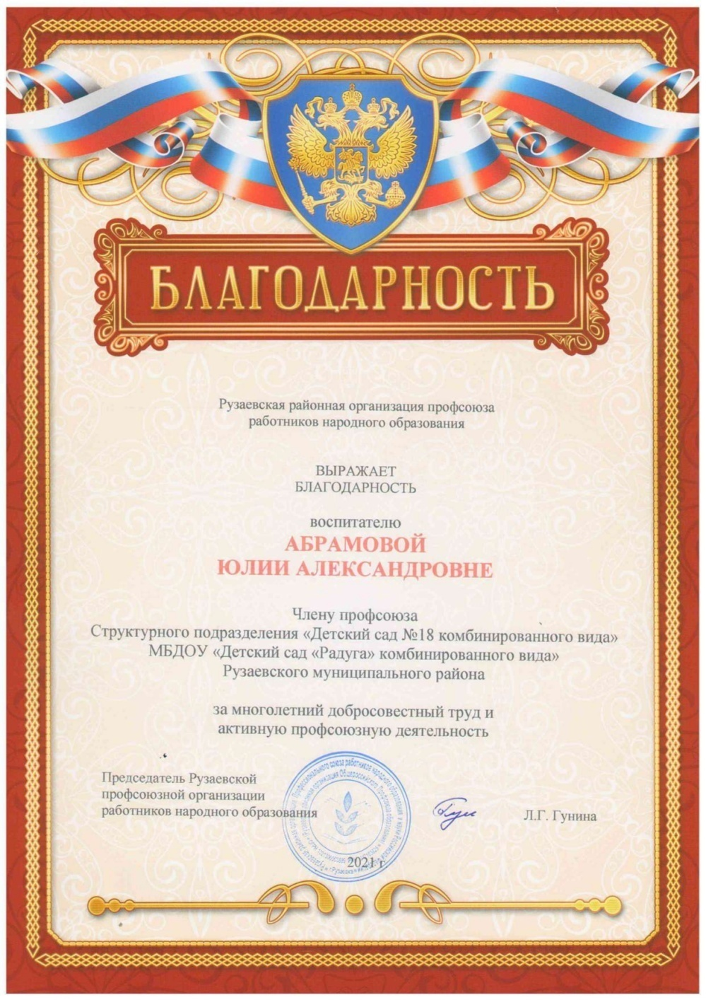 БЛАГОДАРНОСТЬ
Рузаевская районная организация профсоюза
работников народного образования
ВЫРАЖАЕТ
БЛАГОДАРНОСТЬ
воспитателю
АБРАМОВОЙ
ЮЛИИ АЛЕКСАНДРОВНЕ
Члену профсоюза
Структурного подразделения «Детский сад №18 комбинированного вида»
МБДОУ «Детский сад «Радуга» комбинированного вида»
Рузаевского муниципального района
за многолетний добросовестный труд и
активную профсоюзную деятельность
Председатель Рузаевской
профсоюзной организации
работников народного образования
Л.Г. Гунина
2021 г